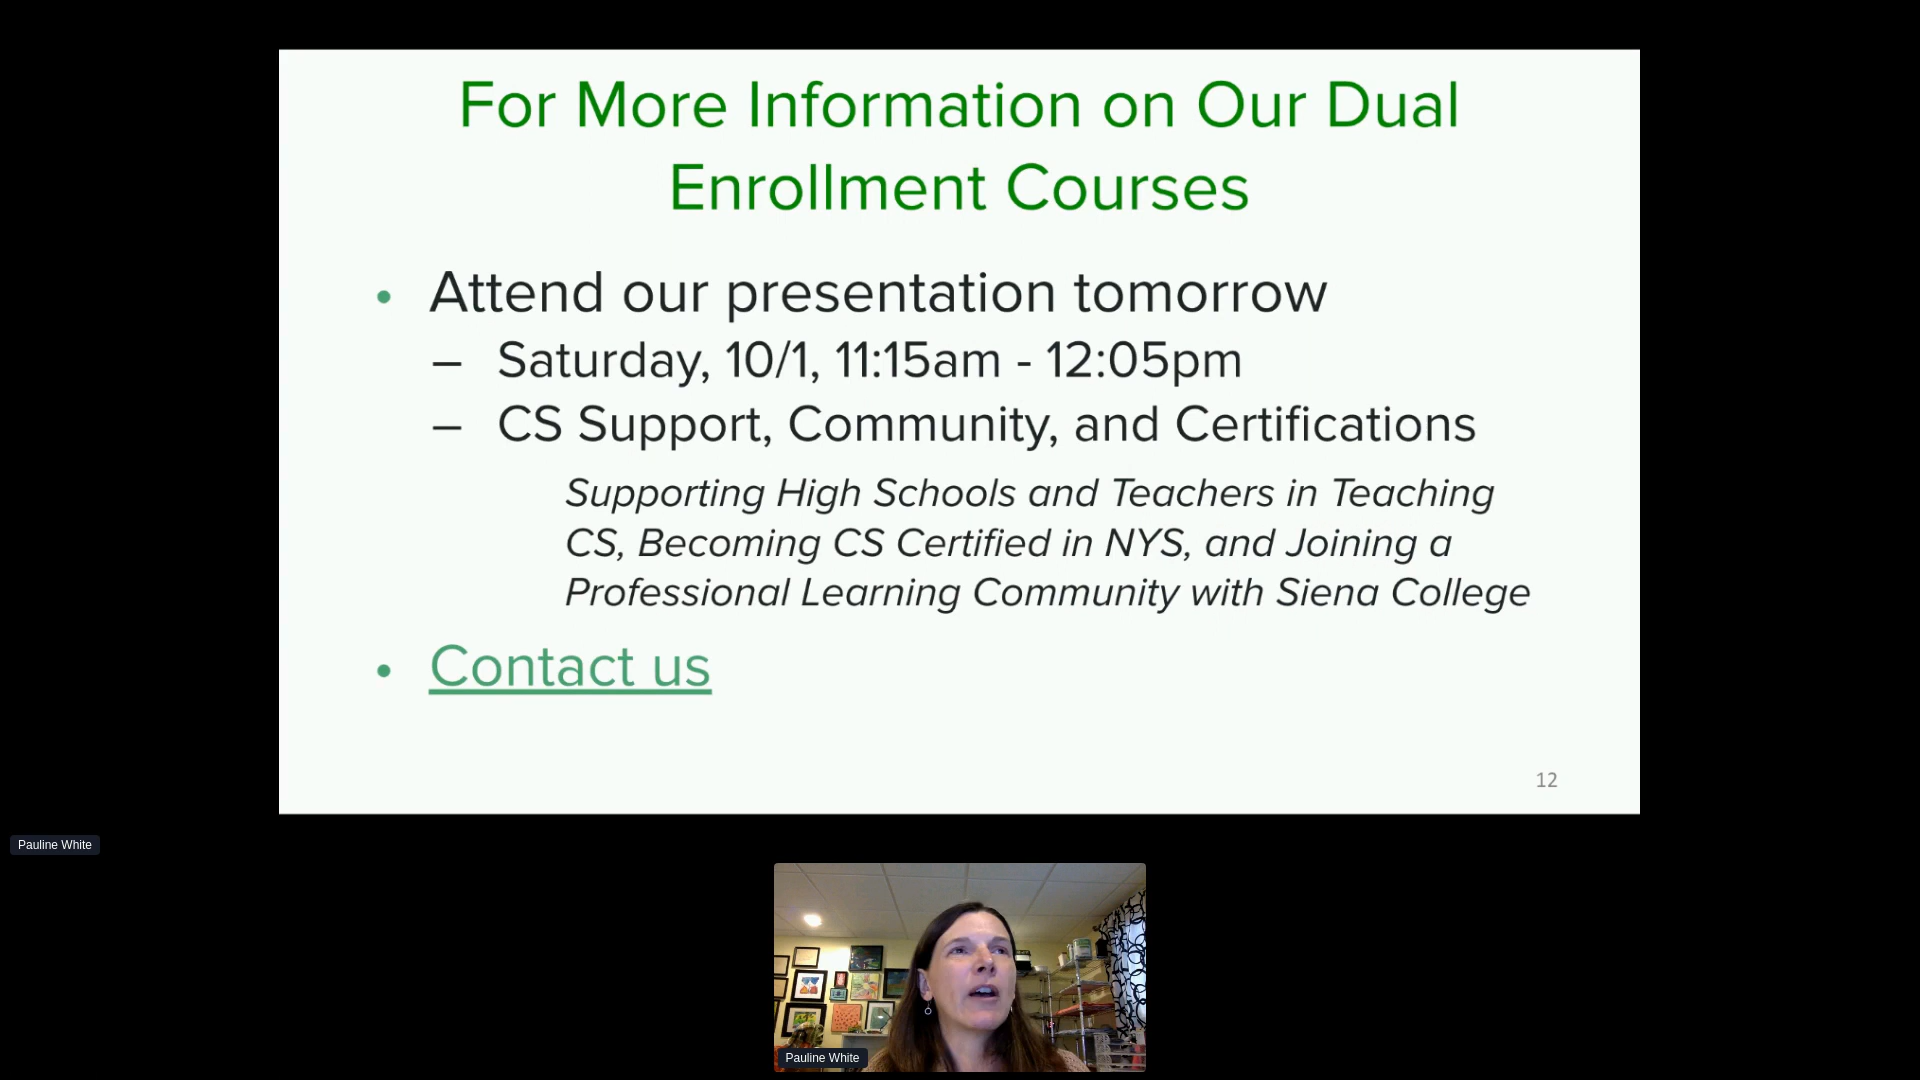 For More Information on Our Dual
Enrollment Courses
• Attend our presentation tomorrow
– Saturday, 10/1, 11:15am - 12:05pm
– CS Support, Community, and Certifications
Supporting High Schools and Teachers in Teaching
CS, Becoming CS Certified in NYS, and Joining a
Professional Learning Community with Siena College
• Contact us
12
Pauline White
Pauline White